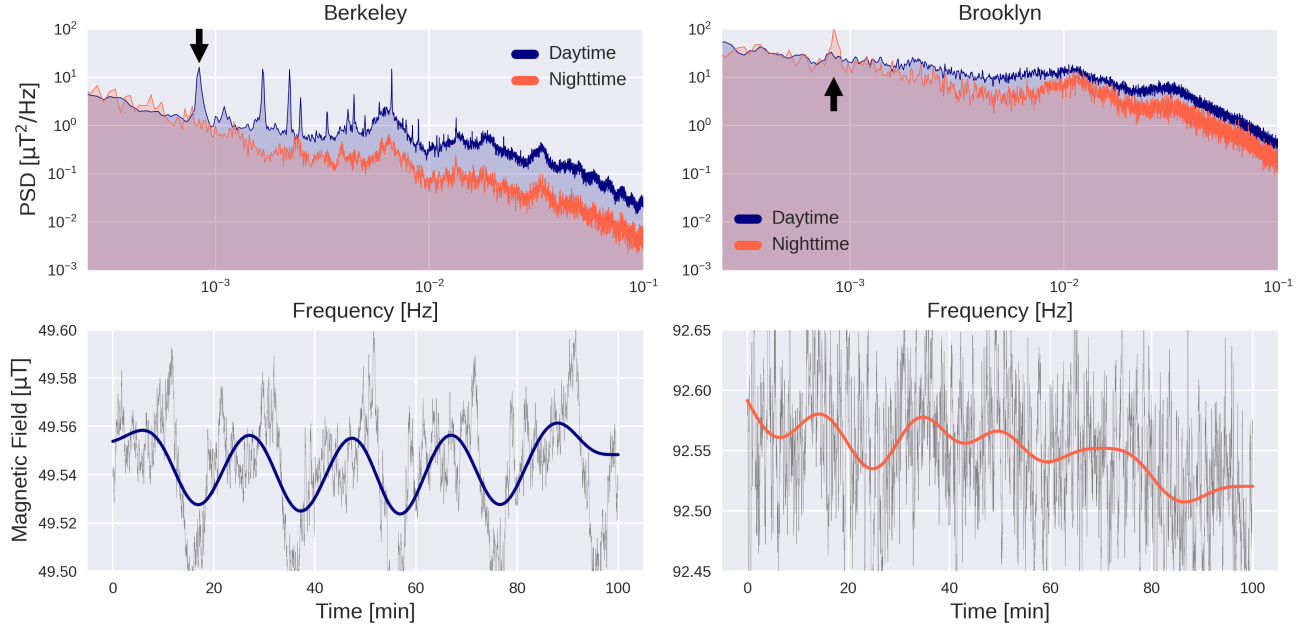 Berkeley
Brooklyn
PSD [µT²/Hz]
10² 10¹ 10⁰ 10⁻¹ 10⁻² 10⁻³
Daytime
Nighttime
10⁻³ 10⁻² 10⁻¹
Frequency [Hz]
10² 10¹ 10⁰ 10⁻¹ 10⁻² 10⁻³
Daytime
Nighttime
10⁻³ 10⁻² 10⁻¹
Frequency [Hz]
Magnetic Field [µT]
49.60
49.58
49.56
49.54
49.52
49.50
0 20 40 60 80 100
Time [min]
92.65
92.60
92.55
92.50
92.45
0 20 40 60 80 100
Time [min]